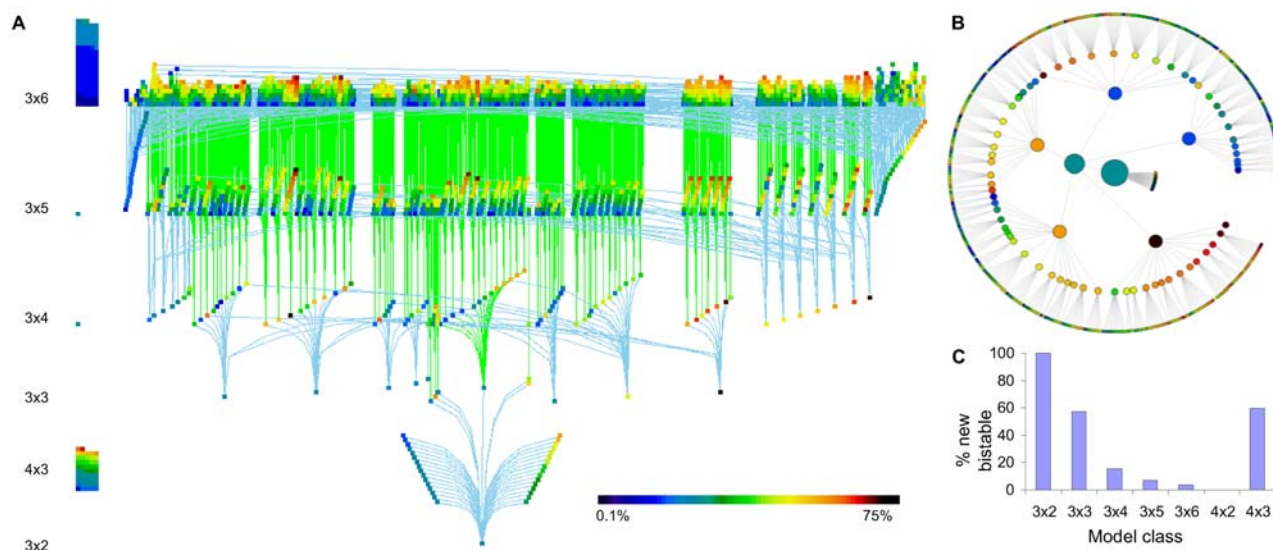 A
3x6
3x5
3x4
3x3
4x3
3x2
0.1%
75%
B
C
% new
bistable
100
80
60
40
20
0
3x2 3x3 3x4 3x5 3x6 4x2 4x3
Model class